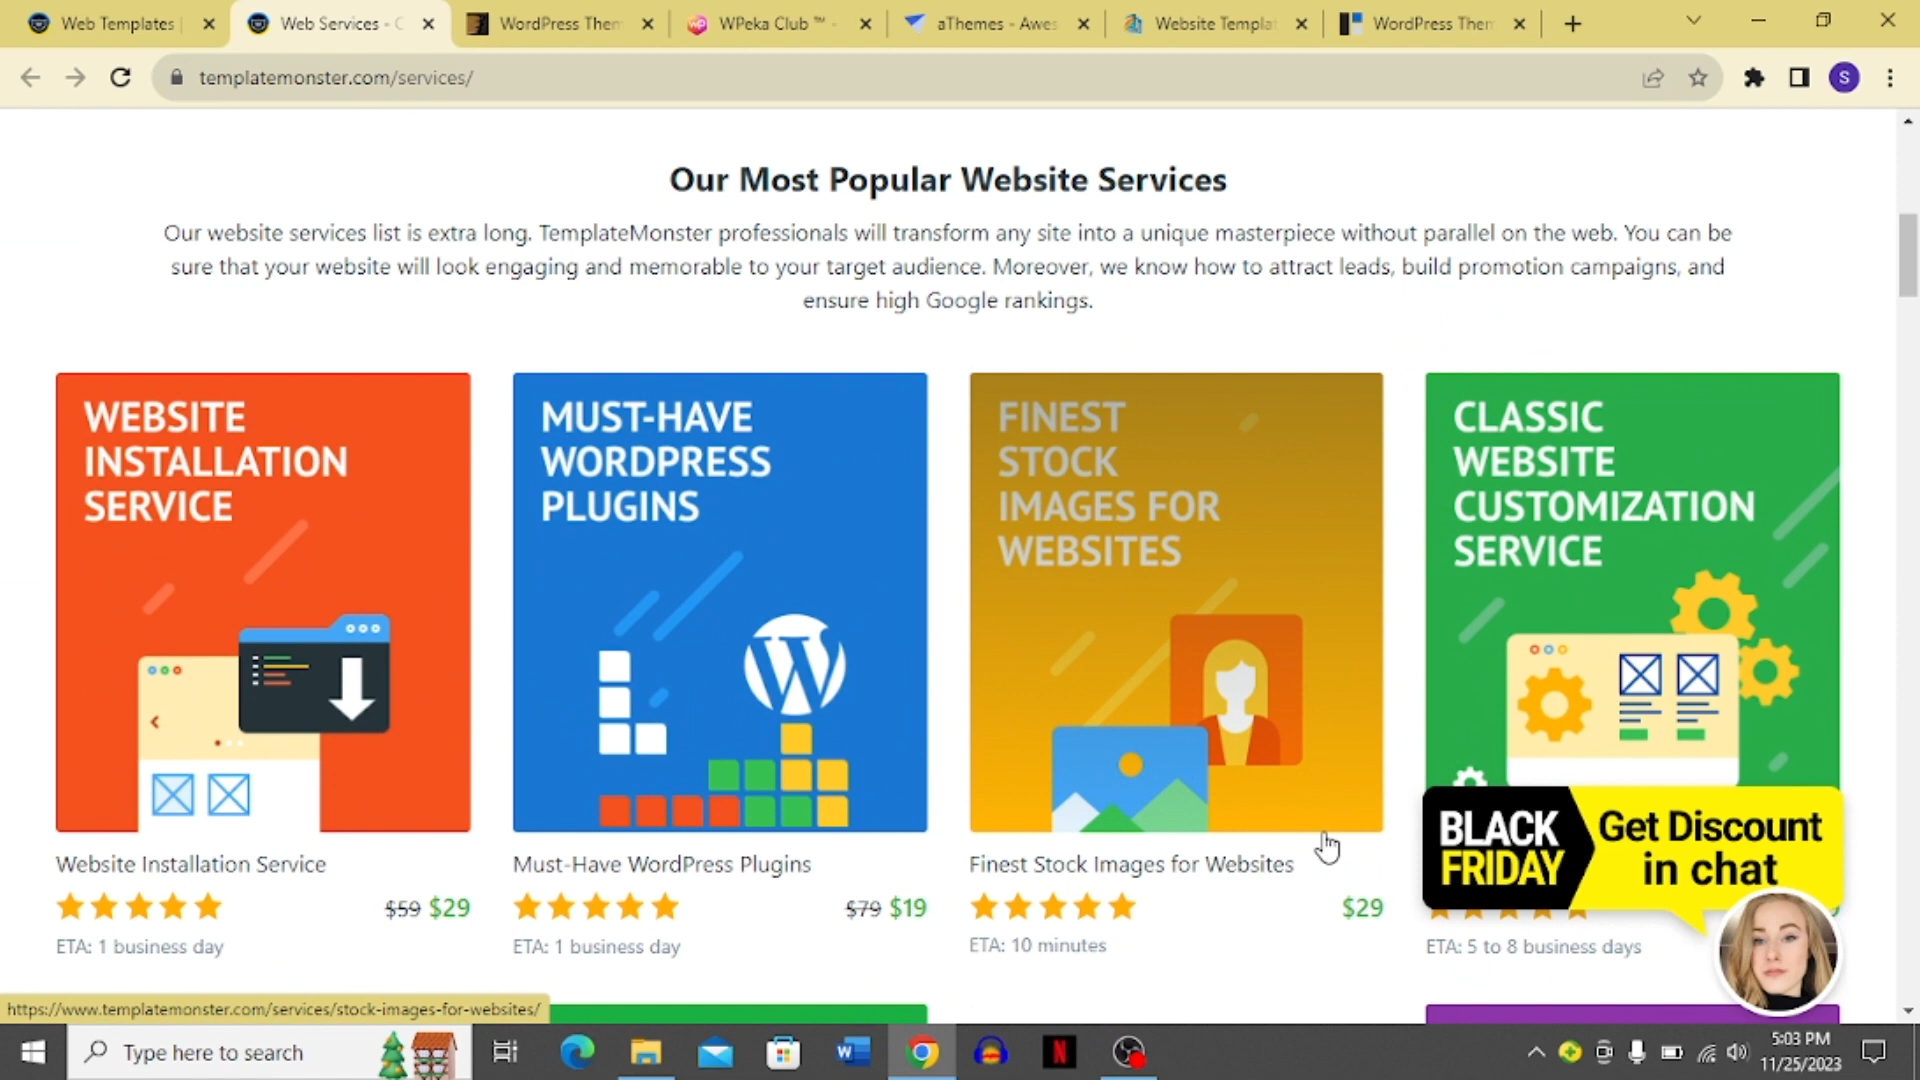 Web Templates
Web Services - C
WordPress Them
WPeka Club ™ -
aThemes - Awes
Website Templat
WordPress Them
templatemonster.com/services/
S
Our Most Popular Website Services
Our website services list is extra long. TemplateMonster professionals will transform any site into a unique masterpiece without parallel on the web. You can be
sure that your website will look engaging and memorable to your target audience. Moreover, we know how to attract leads, build promotion campaigns, and
ensure high Google rankings.
WEBSITE
INSTALLATION
SERVICE
MUST-HAVE
WORDPRESS
PLUGINS
FINEST
STOCK
IMAGES FOR
WEBSITES
CLASSIC
WEBSITE
CUSTOMIZATION
SERVICE
Website Installation Service
$59 $29
ETA: 1 business day
Must-Have WordPress Plugins
$79 $19
ETA: 1 business day
Finest Stock Images for Websites
$29
ETA: 10 minutes
BLACK
FRIDAY
Get Discount
in chat
ETA: 5 to 8 business days
https://www.templatemonster.com/services/stock-images-for-websites/
Type here to search
5:03 PM
11/25/2023